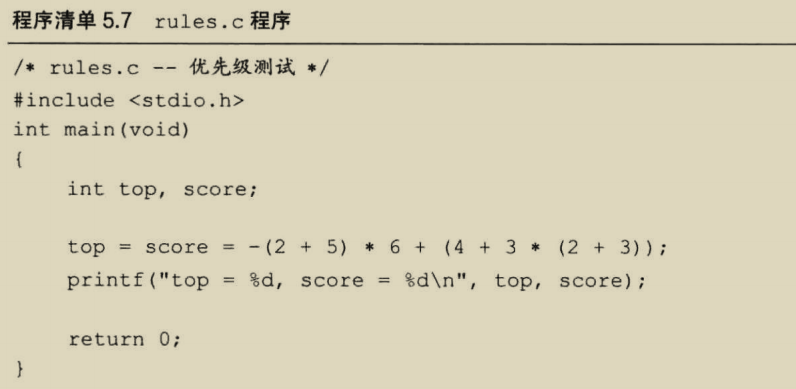 程序清单 5.7 rules.c 程序
/* rules.c -- 优先级测试 */
#include <stdio.h>
int main(void)
{
int top, score;
top = score = -(2 + 5) * 6 + (4 + 3 * (2 + 3));
printf("top = %d, score = %d\n", top, score);
return 0;
}